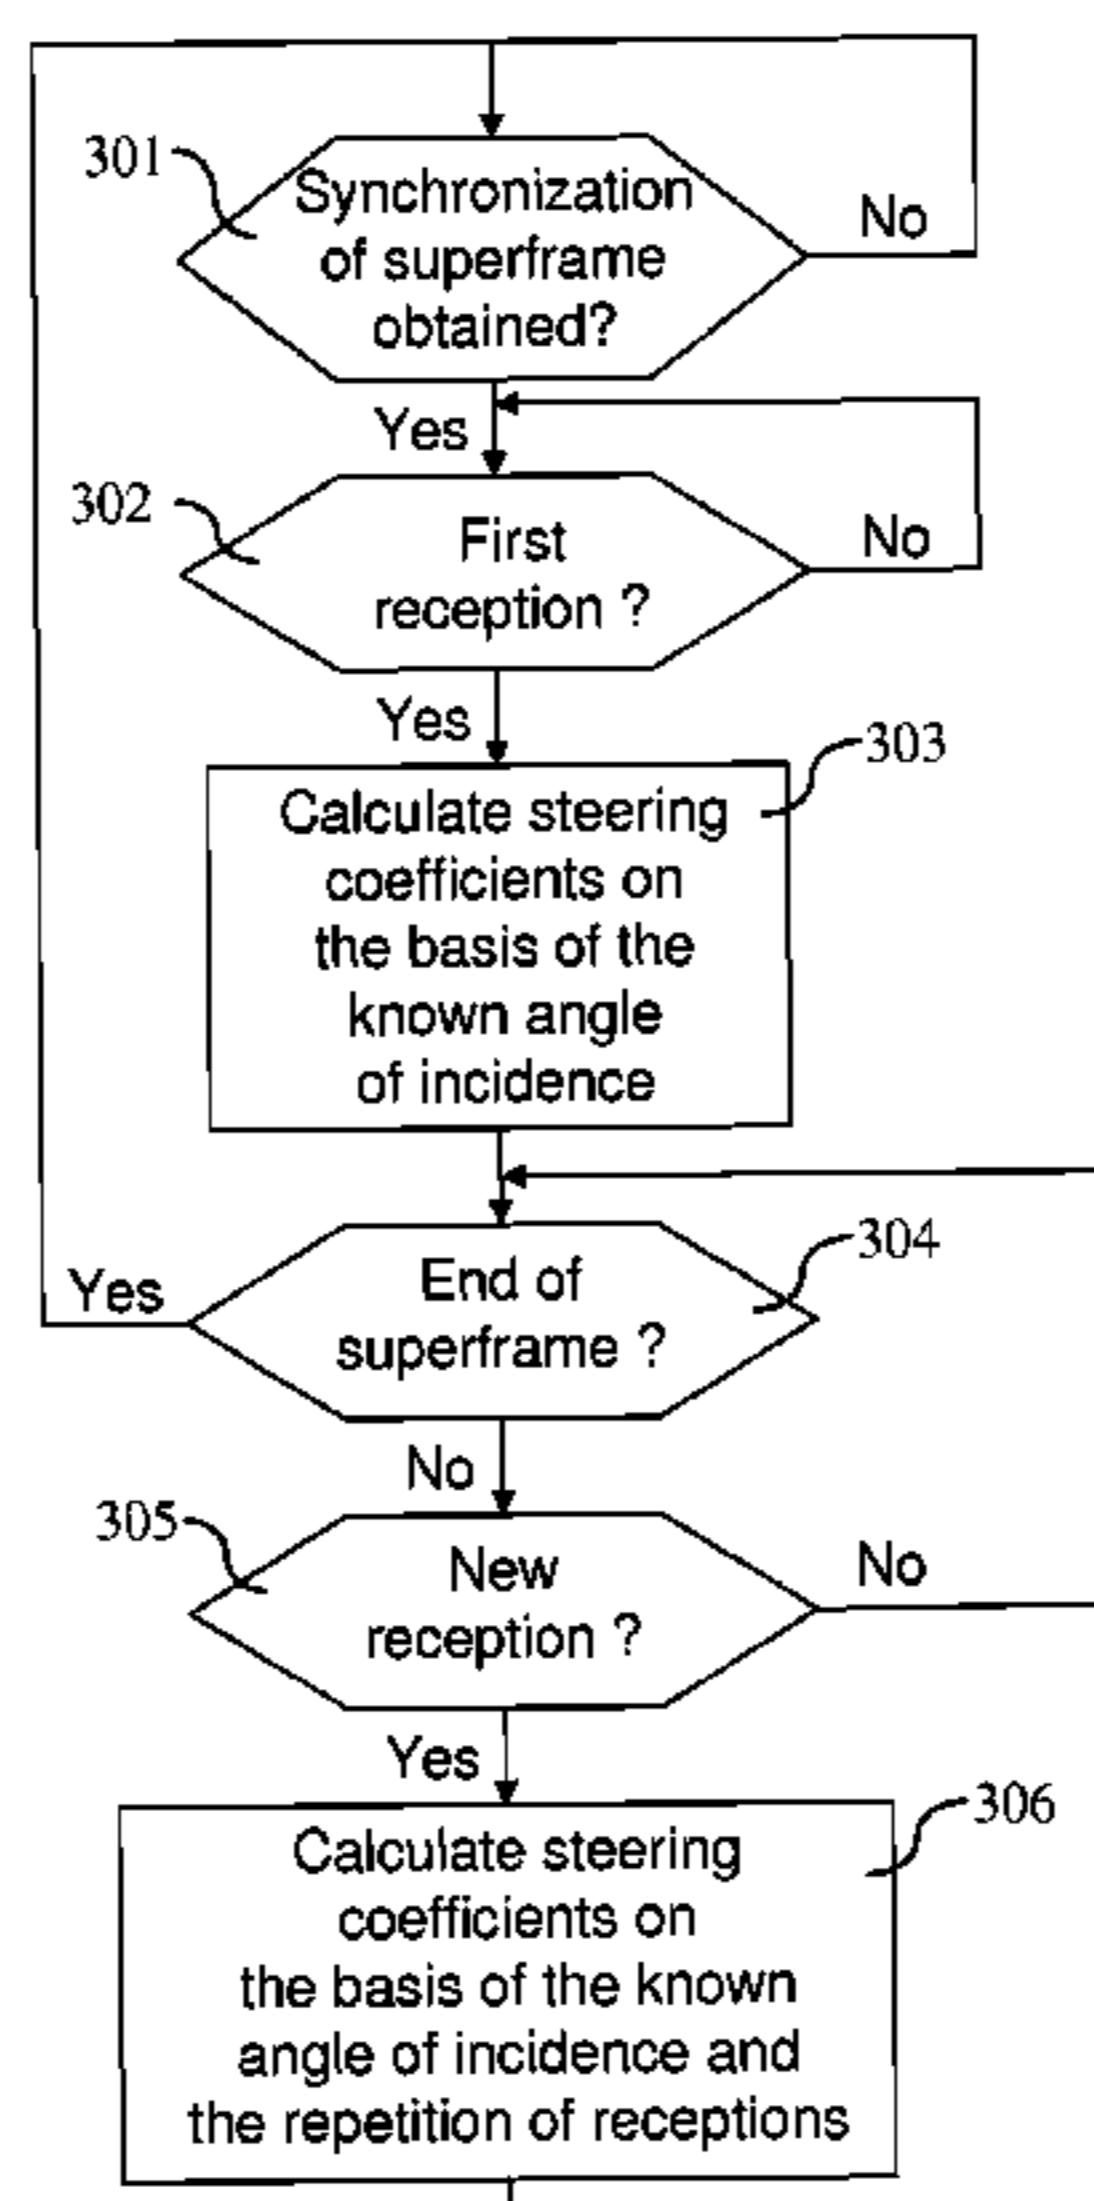 301
Synchronization
of superframe
obtained?
No
Yes
302
First
reception ?
No
Yes
303
Calculate steering
coefficients on
the basis of the
known angle
of incidence
304
End of
superframe ?
Yes
No
305
New
reception ?
No
Yes
306
Calculate steering
coefficients on
the basis of the known
angle of incidence and
the repetition of receptions